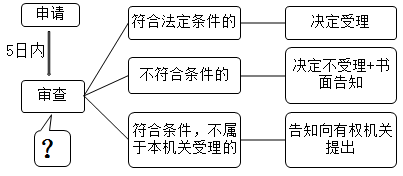 申请
5日内
审查
？
符合法定条件的
决定受理
不符合条件的
决定不受理+书
面告知
符合条件，不属
于本机关受理的
告知向有权机关
提出